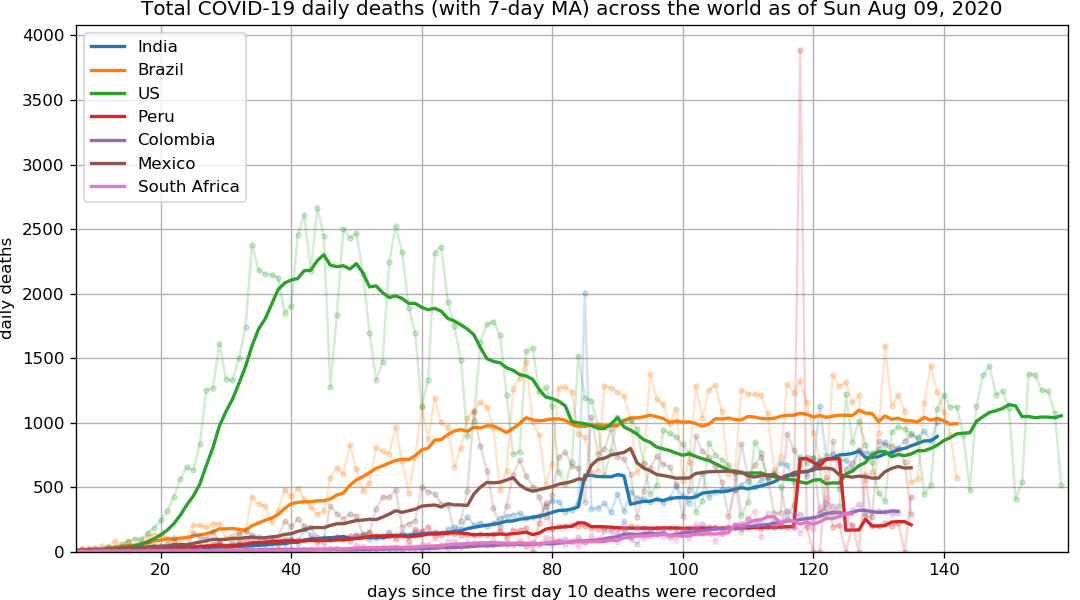 Total COVID-19 daily deaths (with 7-day MA) across the world as of Sun Aug 09, 2020
4000
3500
3000
2500
2000
1500
1000
500
0
daily deaths
India
Brazil
US
Peru
Colombia
Mexico
South Africa
20 40 60 80 100 120 140
days since the first day 10 deaths were recorded